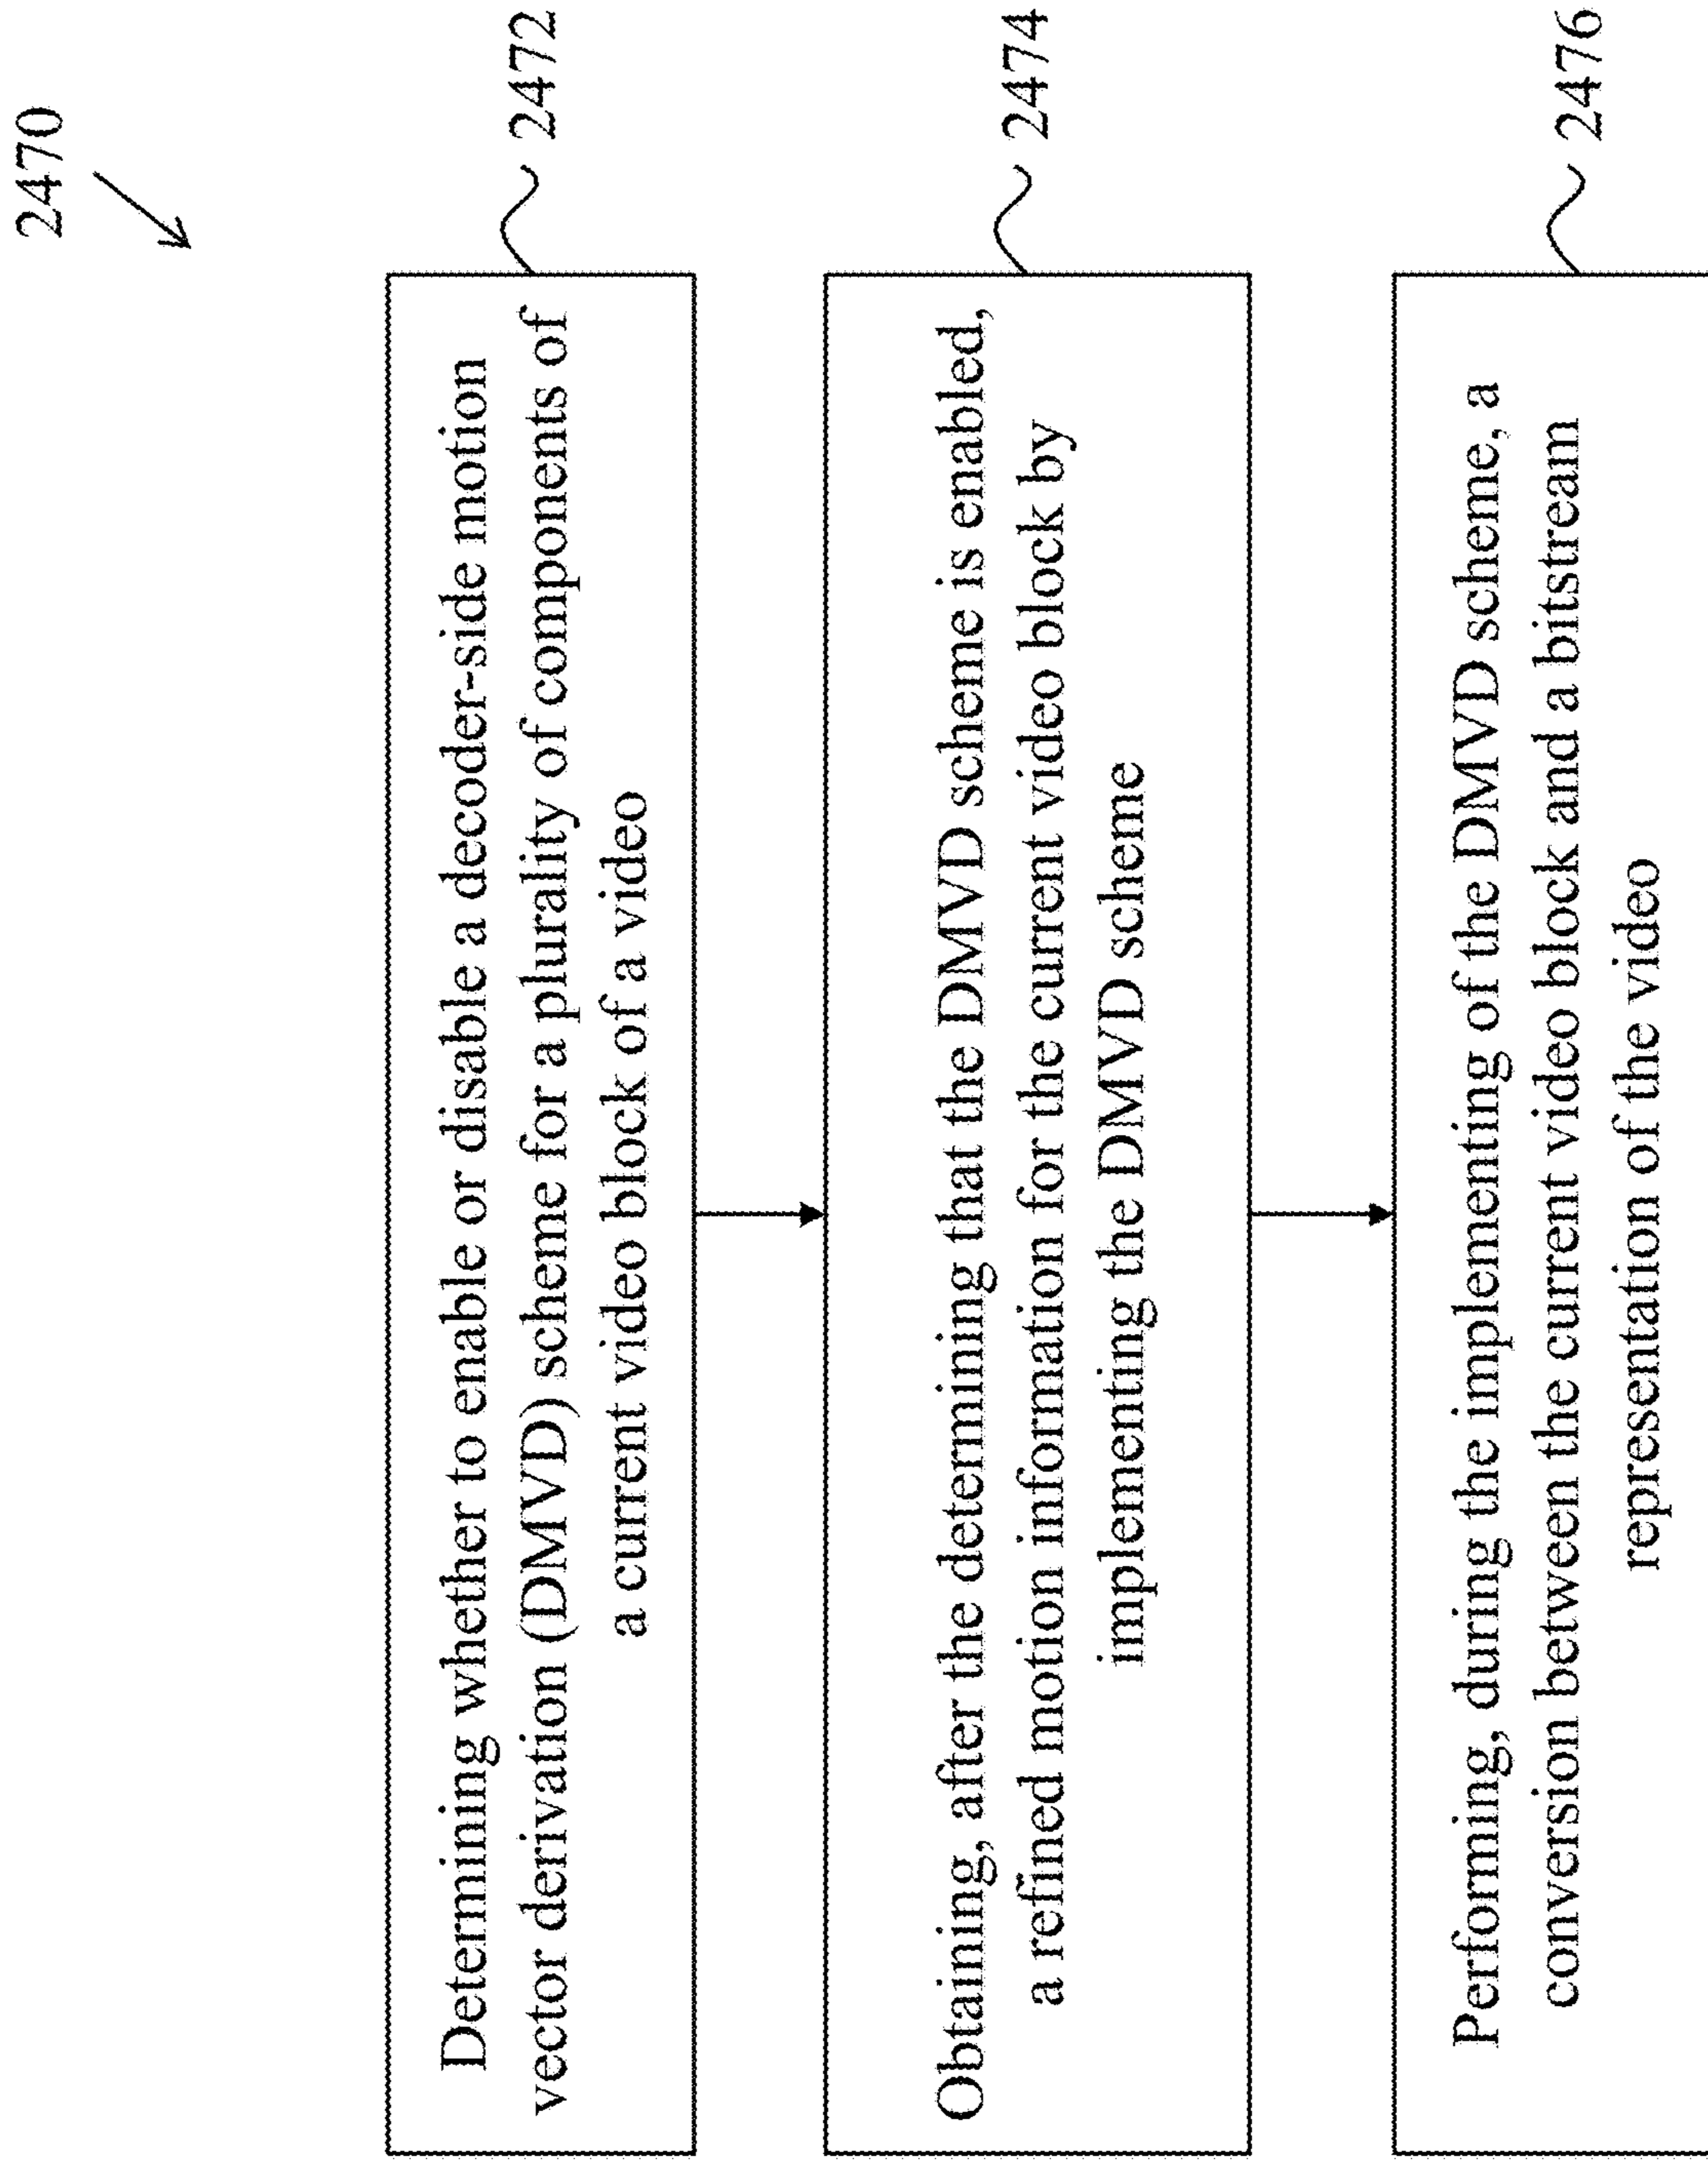 2470
Determining whether to enable or disable a decoder-side motion
vector derivation (DMVD) scheme for a plurality of components of
a current video block of a video
2472
Obtaining, after the determining that the DMVD scheme is enabled,
a refined motion information for the current video block by
implementing the DMVD scheme
2474
Performing, during the implementing of the DMVD scheme, a
conversion between the current video block and a bitstream
representation of the video
2476